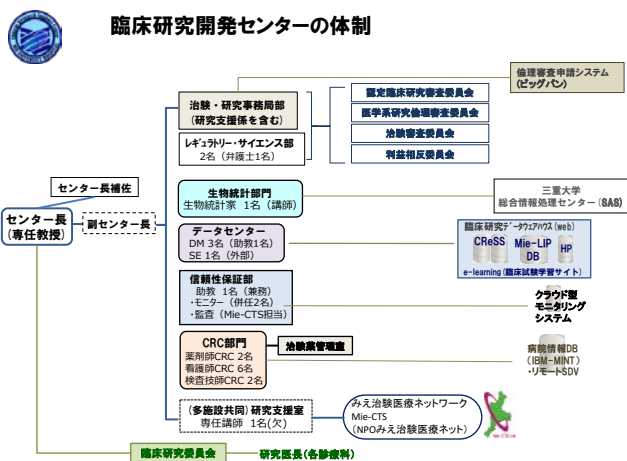 臨床研究開発センターの体制
倫理審査申請システム
(ビッグバン)
治験・研究事務局部
(研究支援係を含む)
認定臨床研究審査委員会
医学系研究倫理審査委員会
治験審査委員会
利益相反委員会
レギュラトリー・サイエンス部
2名（弁護士1名）
センター長補佐
センター長
(専任教授)
副センター長
生物統計部門
生物統計家 1名（講師）
三重大学
総合情報処理センター(SAS)
データセンター
DM 3名（助教1名）
SE 1名（外部）
臨床研究データウェアハウス(web)
CReSS
Mie-LIP
DB
HP
e-learning(臨床試験学習サイト)
信頼性保証部
助教 1名（兼務）
・モニター（併任2名）
・監査（Mie-CTS担当）
クラウド型
モニタリング
システム
CRC部門
薬剤師CRC 2名
看護師CRC 6名
検査技師CRC 2名
治験薬管理室
病院情報DB
(IBM-MINT)
・リモートSDV
(多施設共同)研究支援室
専任講師 1名(欠)
みえ治験医療ネットワーク
Mie-CTS
(NPOみえ治験医療ネット)
臨床研究委員会
研究医長(各診療科)